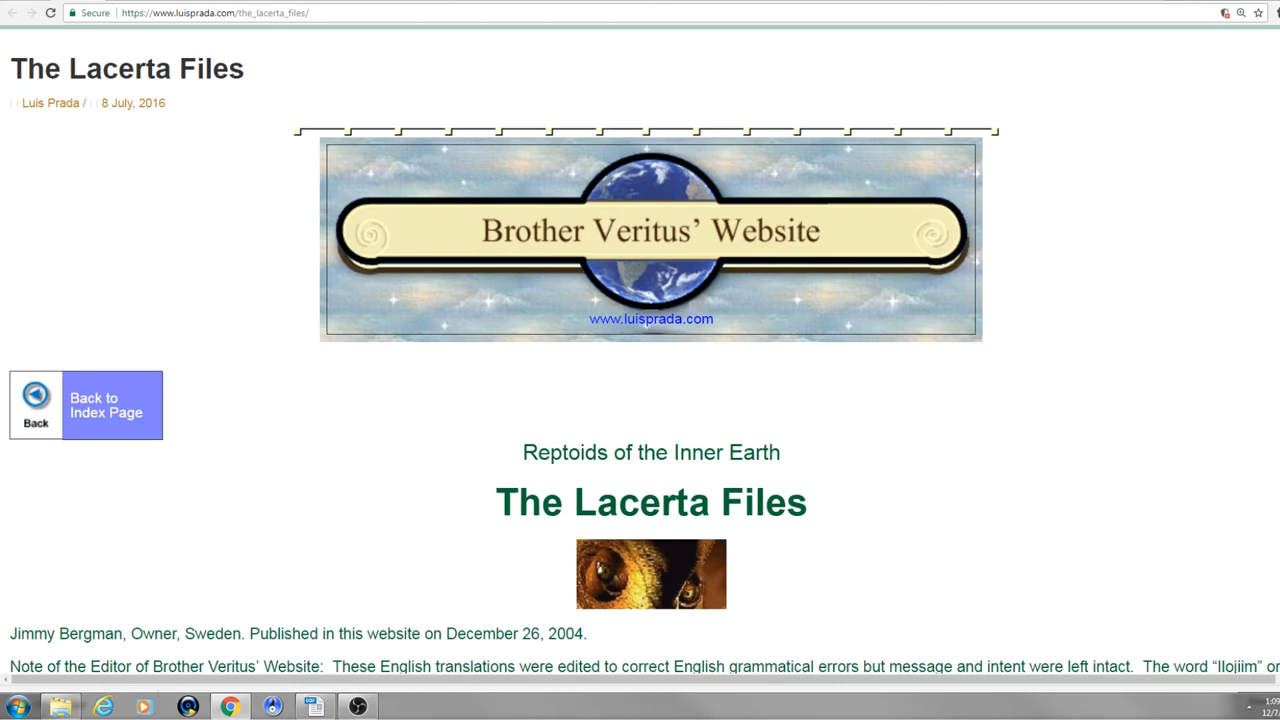 Secure https://www.luisprada.com/the_lacerta_files/
The Lacerta Files
Luis Prada / 8 July, 2016
Brother Veritus’ Website
www.luisprada.com
Back
Back to
Index Page
Reptoids of the Inner Earth
The Lacerta Files
Jimmy Bergman, Owner, Sweden. Published in this website on December 26, 2004.
Note of the Editor of Brother Veritus’ Website: These English translations were edited to correct English grammatical errors but message and intent were left intact. The word “Ilojiim”